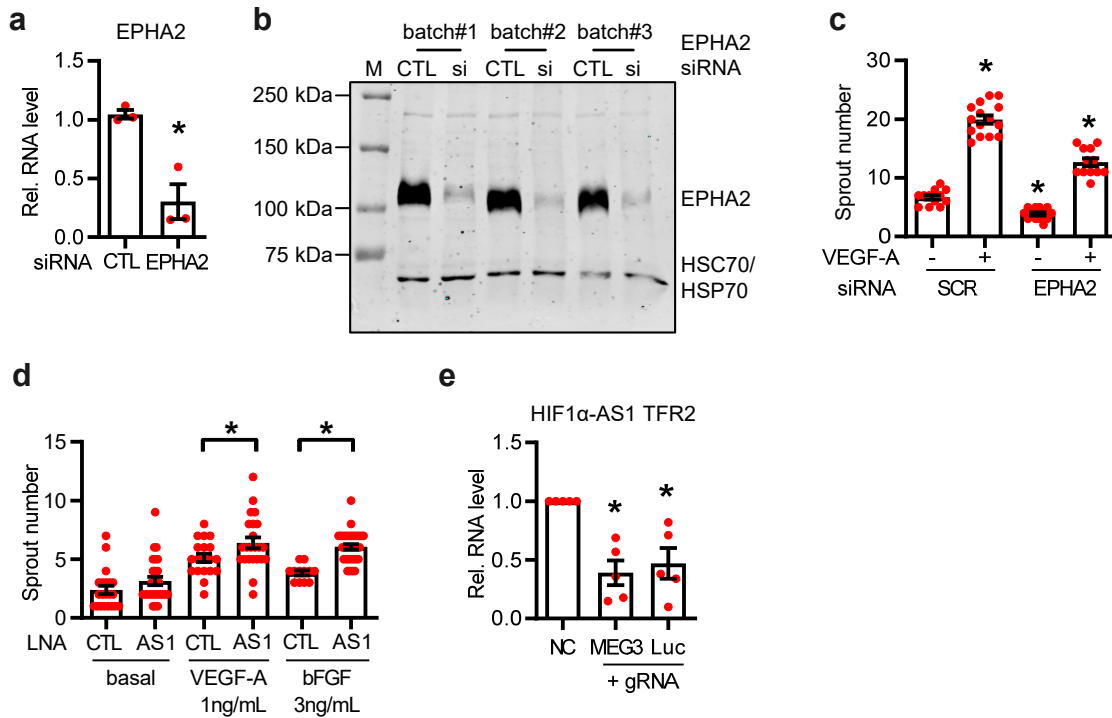 a
EPHA2
Rel. RNA level
1.5
1.0
0.5
0.0
siRNA CTL EPHA2
*
b
batch#1 batch#2 batch#3 EPHA2
M CTL si CTL si CTL si siRNA
250 kDa
150 kDa
100 kDa
75 kDa
EPHA2
HSC70/
HSP70
c
Sprout number
30
20
10
0
* * *
VEGF-A - + - +
siRNA SCR EPHA2
d
Sprout number
15
10
5
0
* *
LNA CTL AS1 CTL AS1 CTL AS1
basal VEGF-A bFGF
1ng/mL 3ng/mL
e
HIF1α-AS1 TFR2
Rel. RNA level
1.5
1.0
0.5
0.0
* *
NC MEG3 Luc
+ gRNA